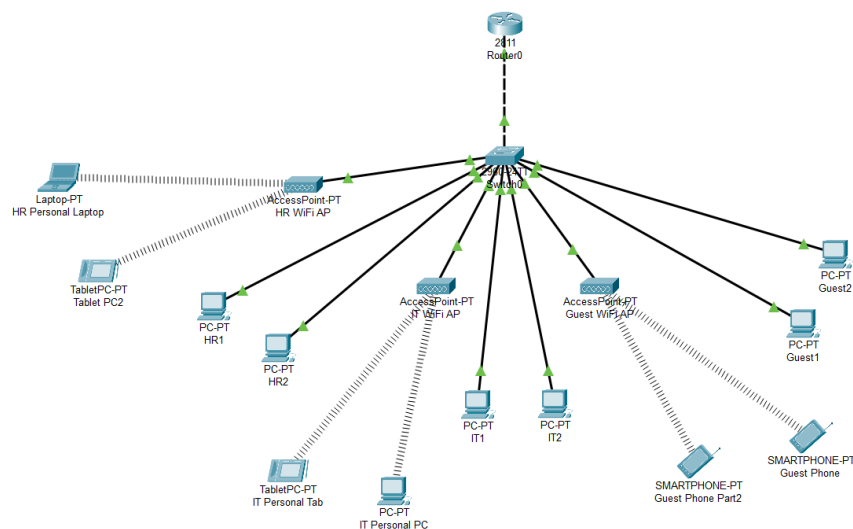 2811
Router0
2960-24TT
Switch0
Laptop-PT
HR Personal Laptop
AccessPoint-PT
HR WiFi AP
TabletPC-PT
Tablet PC2
PC-PT
HR1
PC-PT
HR2
AccessPoint-PT
IT WiFi AP
AccessPoint-PT
Guest WiFi AP
PC-PT
Guest2
PC-PT
Guest1
PC-PT
IT1
PC-PT
IT2
TabletPC-PT
IT Personal Tab
PC-PT
IT Personal PC
SMARTPHONE-PT
Guest Phone Part2
SMARTPHONE-PT
Guest Phone